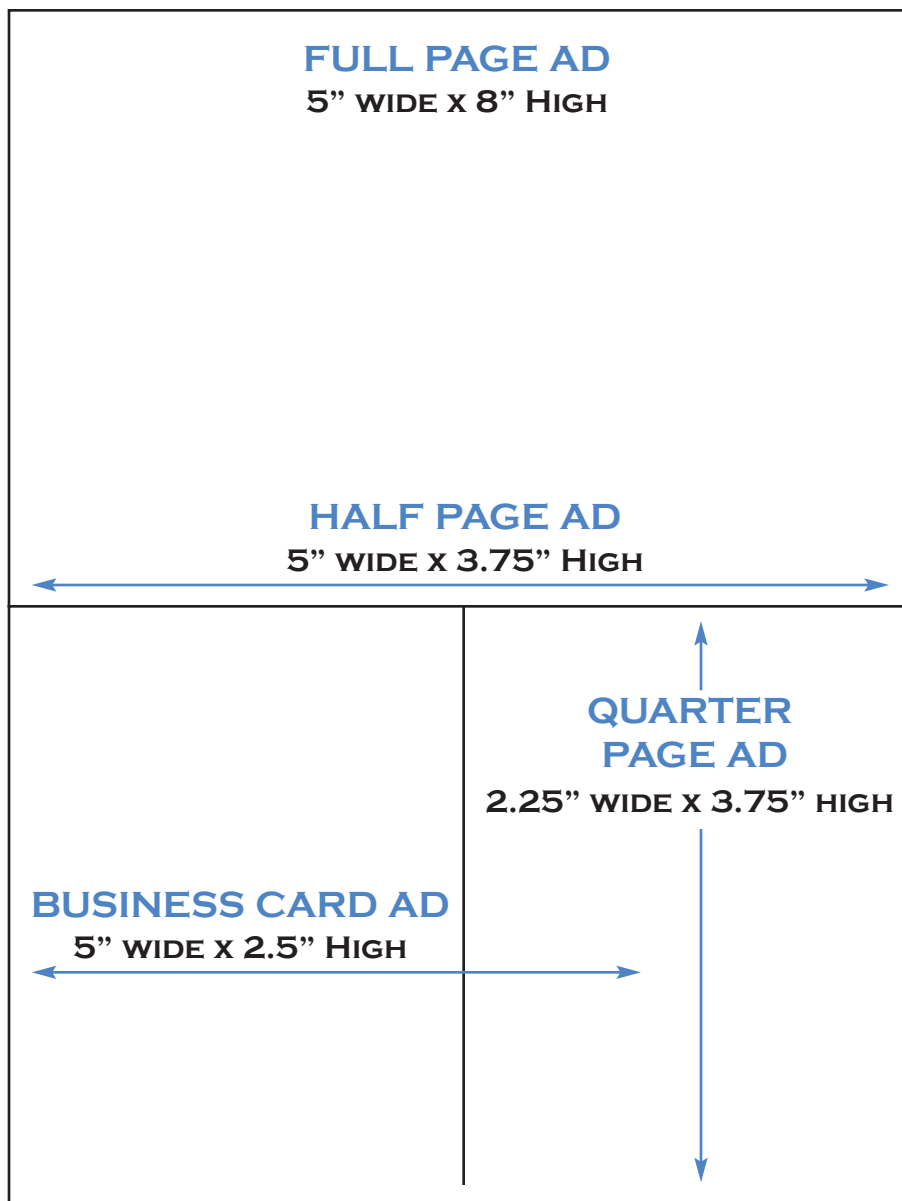 FULL PAGE AD
5” WIDE X 8” HIGH
HALF PAGE AD
5” WIDE X 3.75” HIGH
QUARTER
PAGE AD
2.25” WIDE X 3.75” HIGH
BUSINESS CARD AD
5” WIDE X 2.5” HIGH